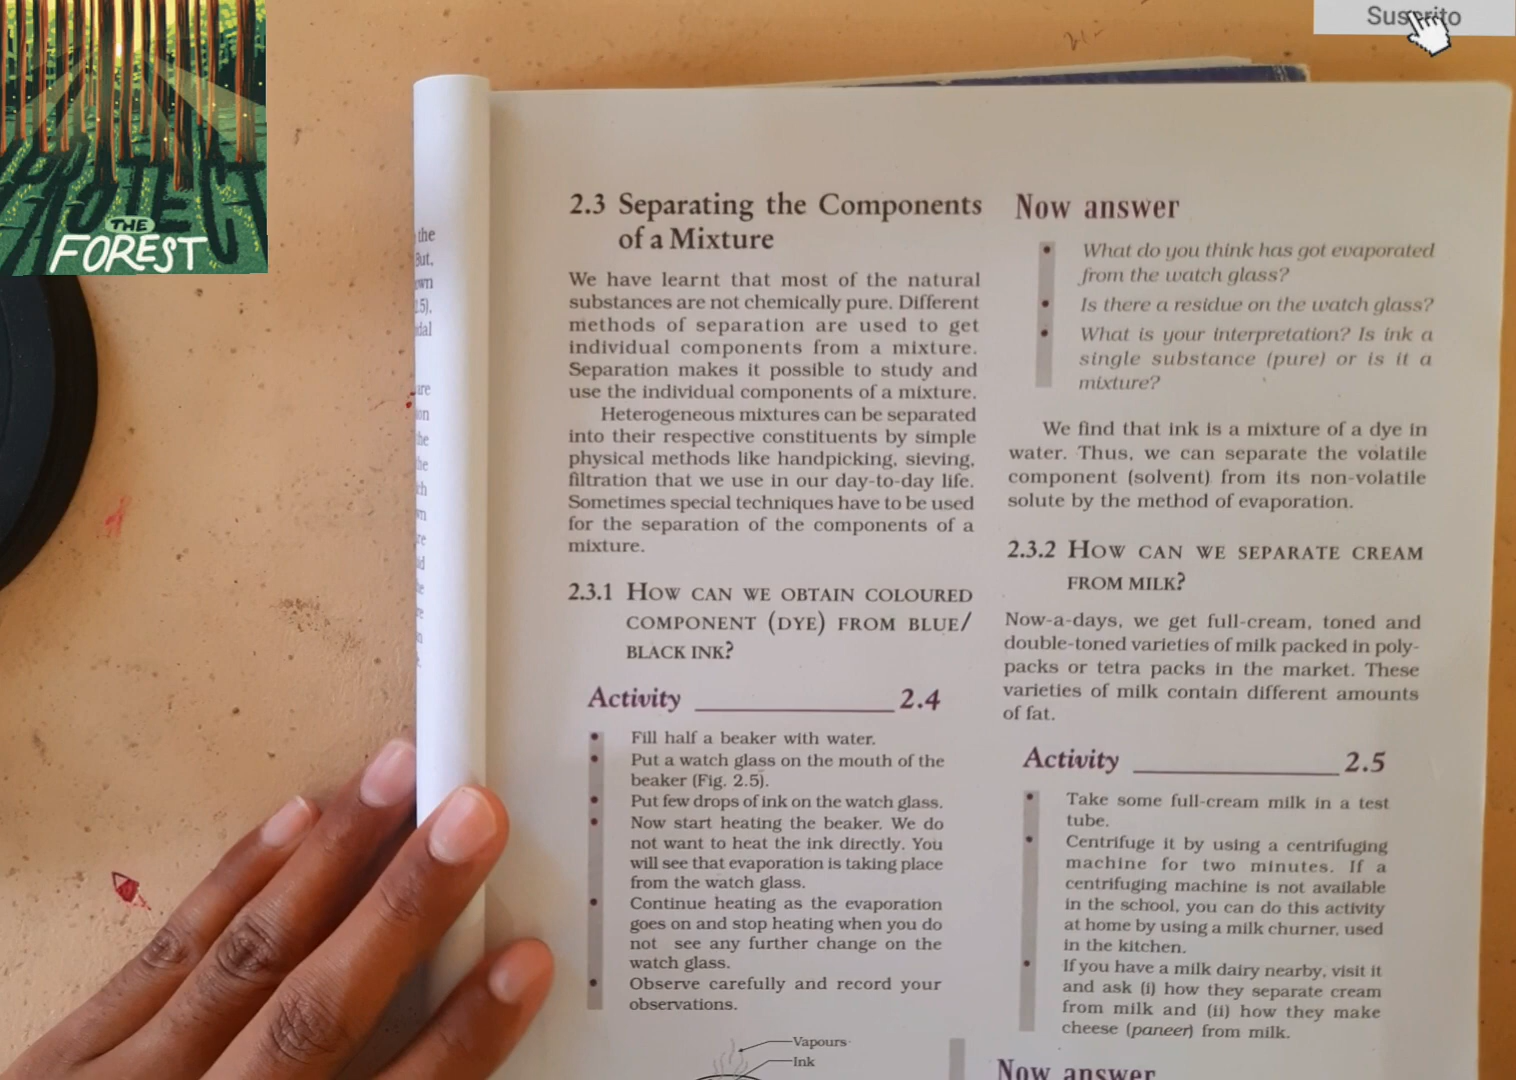 PROTECT
THE
FOREST
Suscrito
the
But,
own
are
on
the
2.3 Separating the Components
of a Mixture
We have learnt that most of the natural
substances are not chemically pure. Different
methods of separation are used to get
individual components from a mixture.
Separation makes it possible to study and
use the individual components of a mixture.
Heterogeneous mixtures can be separated
into their respective constituents by simple
physical methods like handpicking, sieving,
filtration that we use in our day-to-day life.
Sometimes special techniques have to be used
for the separation of the components of a
mixture.
2.3.1 HOW CAN WE OBTAIN COLOURED
COMPONENT (DYE) FROM BLUE/
BLACK INK?
Activity 2.4
• Fill half a beaker with water.
• Put a watch glass on the mouth of the
beaker (Fig. 2.5).
• Put few drops of ink on the watch glass.
• Now start heating the beaker. We do
not want to heat the ink directly. You
will see that evaporation is taking place
from the watch glass.
• Continue heating as the evaporation
goes on and stop heating when you do
not see any further change on the
watch glass.
• Observe carefully and record your
observations.
Vapours
Ink
Now answer
• What do you think has got evaporated
from the watch glass?
• Is there a residue on the watch glass?
• What is your interpretation? Is ink a
single substance (pure) or is it a
mixture?
We find that ink is a mixture of a dye in
water. Thus, we can separate the volatile
component (solvent) from its non-volatile
solute by the method of evaporation.
2.3.2 HOW CAN WE SEPARATE CREAM
FROM MILK?
Now-a-days, we get full-cream, toned and
double-toned varieties of milk packed in poly-
packs or tetra packs in the market. These
varieties of milk contain different amounts
of fat.
Activity 2.5
• Take some full-cream milk in a test
tube.
• Centrifuge it by using a centrifuging
machine for two minutes. If a
centrifuging machine is not available
in the school, you can do this activity
at home by using a milk churner, used
in the kitchen.
• If you have a milk dairy nearby, visit it
and ask (i) how they separate cream
from milk and (ii) how they make
cheese (paneer) from milk.
Now answer